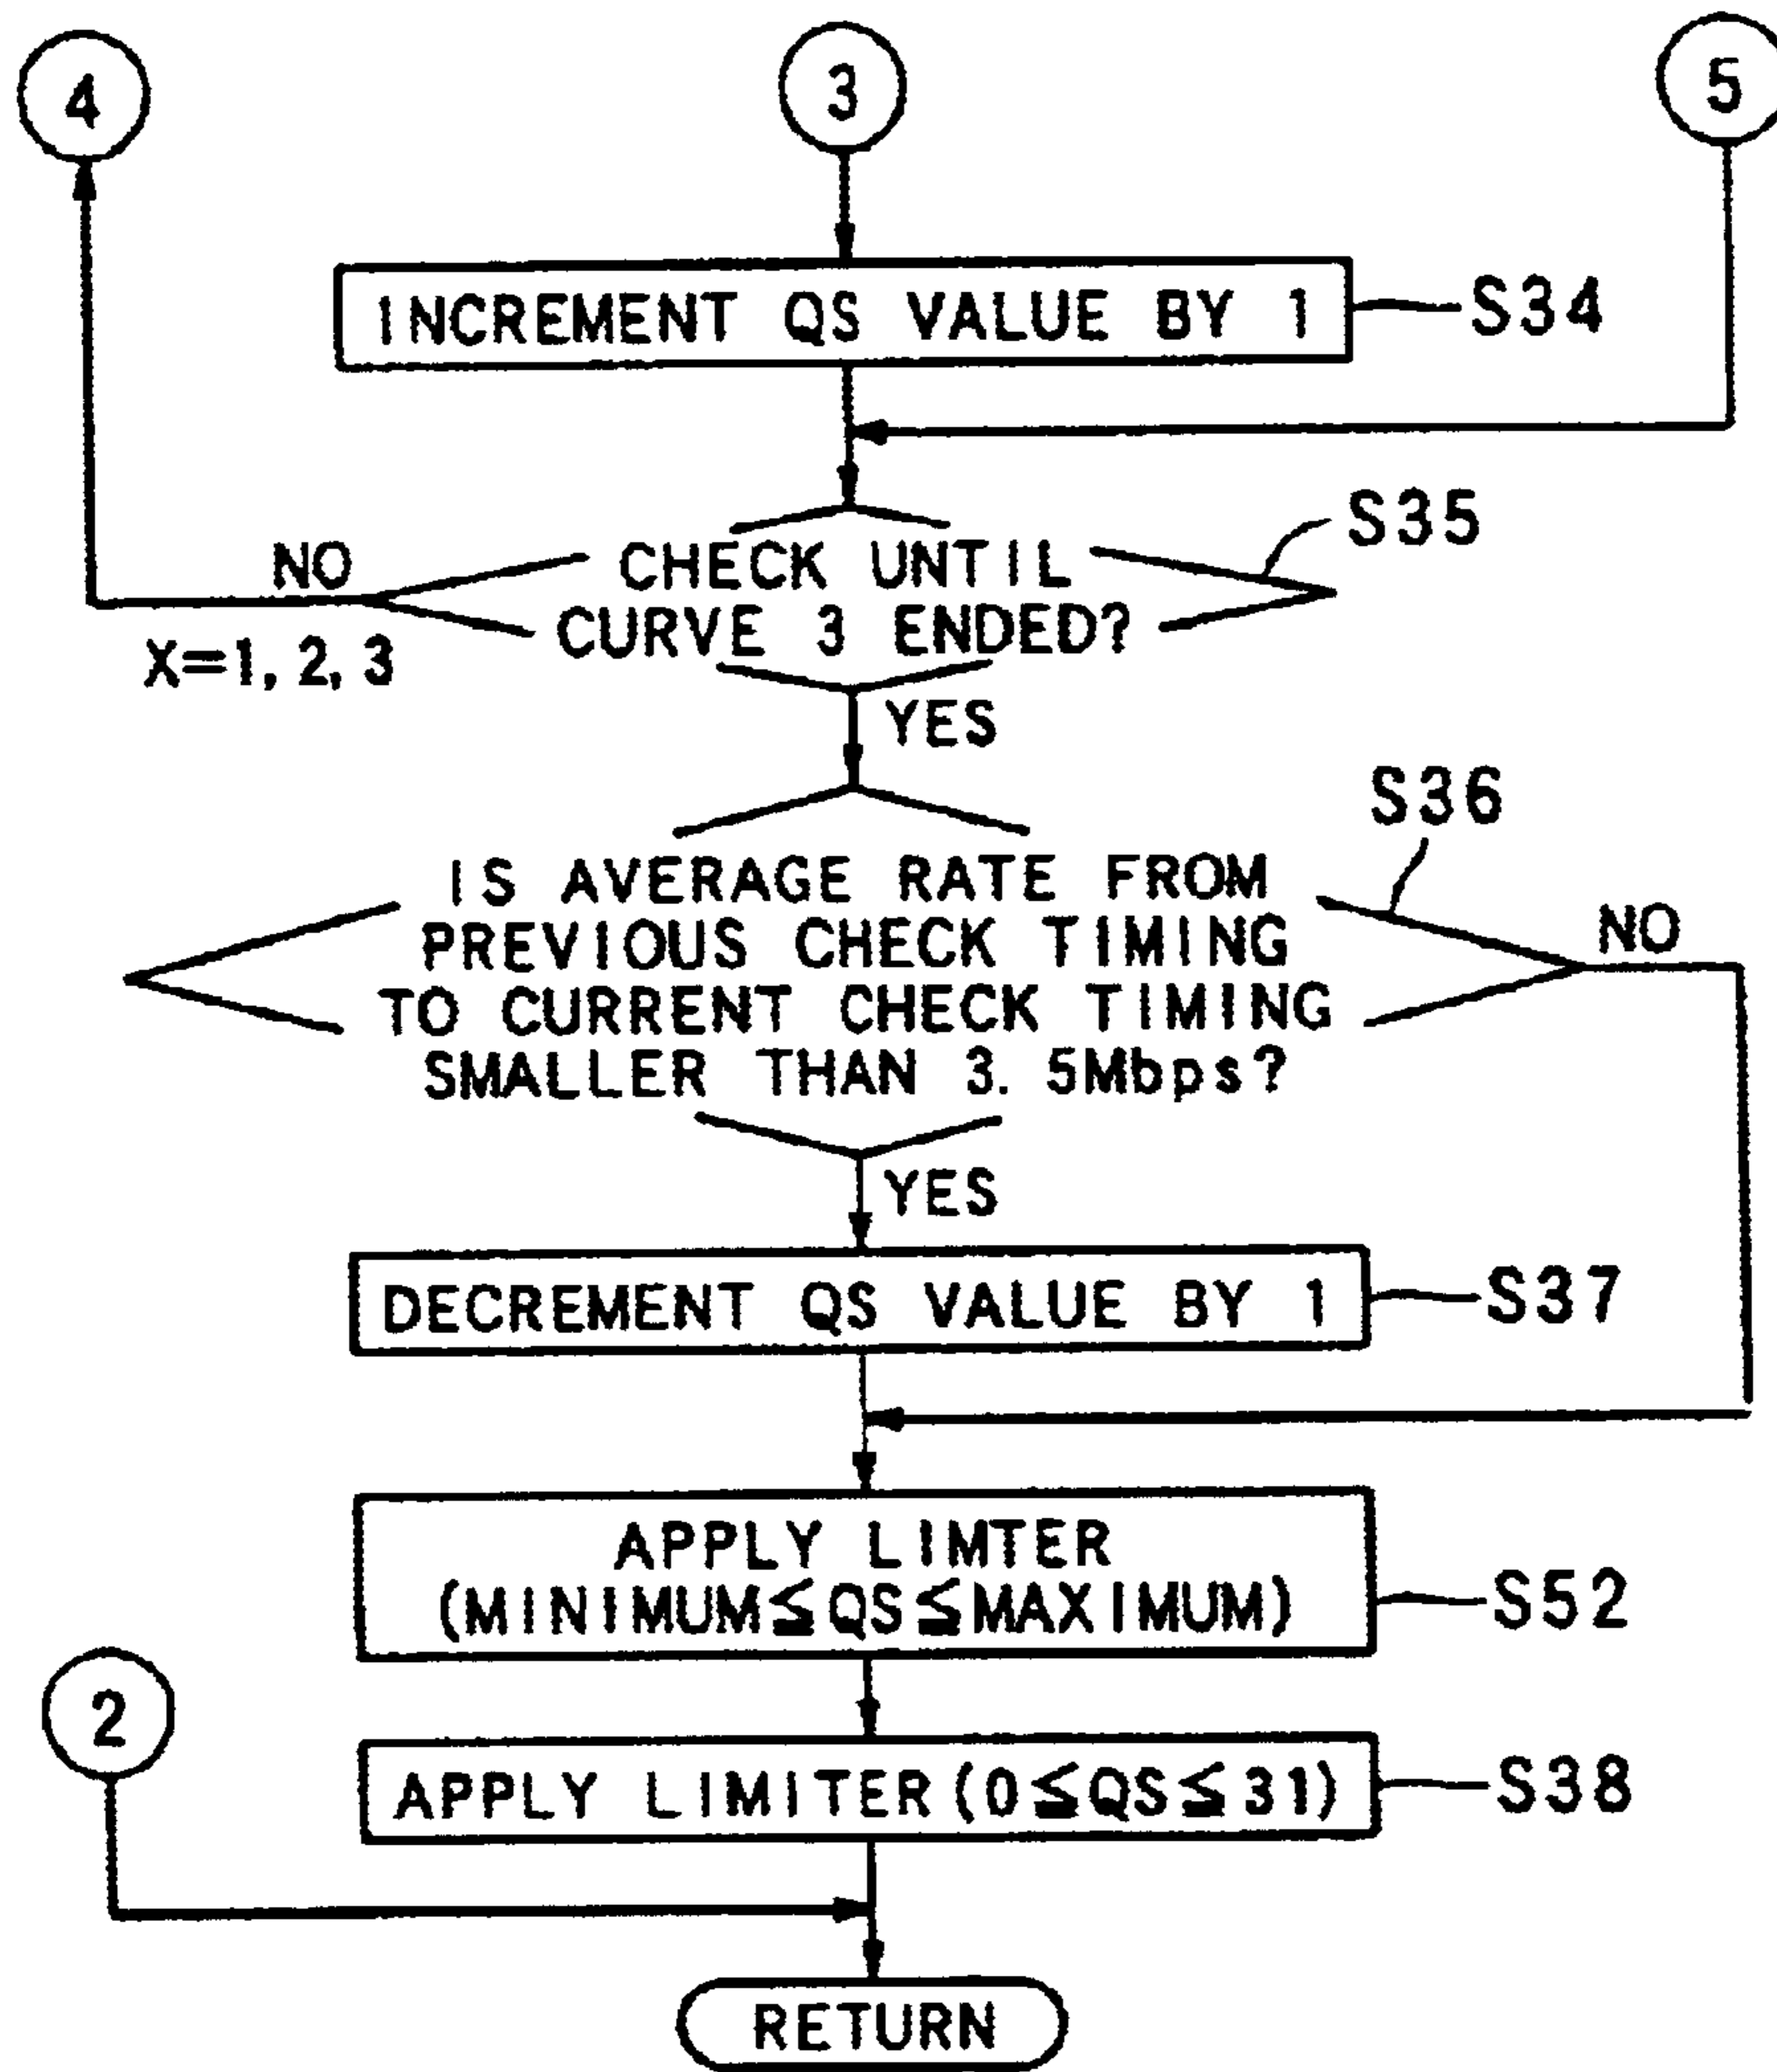 4
3
5
INCREMENT QS VALUE BY 1
S34
S35
NO
CHECK UNTIL
CURVE 3 ENDED?
X=1, 2, 3
YES
S36
IS AVERAGE RATE FROM
PREVIOUS CHECK TIMING
TO CURRENT CHECK TIMING
SMALLER THAN 3. 5Mbps?
NO
YES
DECREMENT QS VALUE BY 1
S37
APPLY LIMTER
(MINIMUM≦QS≦MAXIMUM)
S52
2
APPLY LIMITER(0≦QS≦31)
S38
RETURN